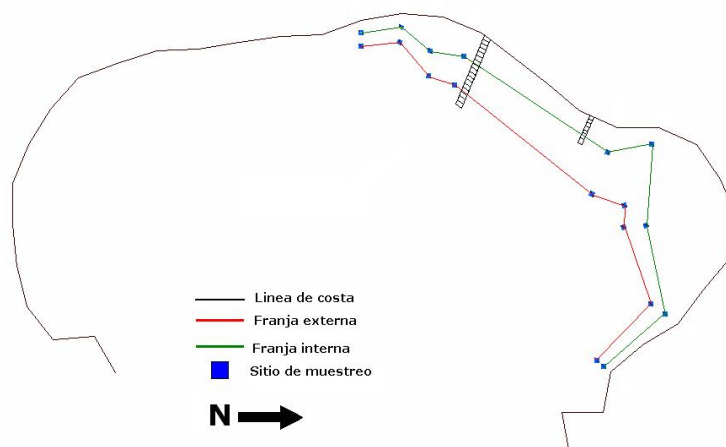 Linea de costa
Franja externa
Franja interna
Sitio de muestreo
N